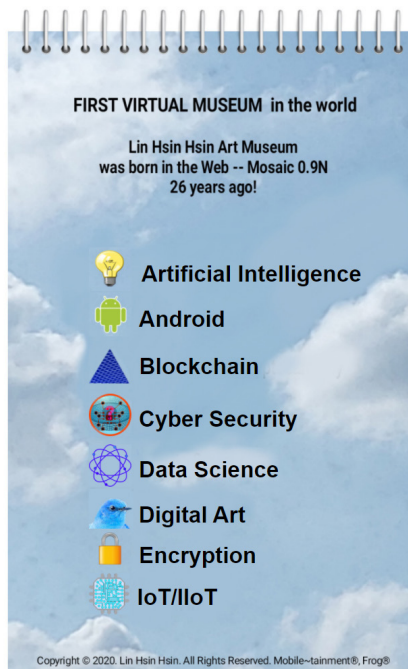 FIRST VIRTUAL MUSEUM in the world
Lin Hsin Hsin Art Museum
was born in the Web -- Mosaic 0.9N
26 years ago!
Artificial Intelligence
Android
Blockchain
Cyber Security
Data Science
Digital Art
Encryption
IoT/IIoT
Copyright © 2020. Lin Hsin Hsin. All Rights Reserved. Mobile~tainment®, Frog®